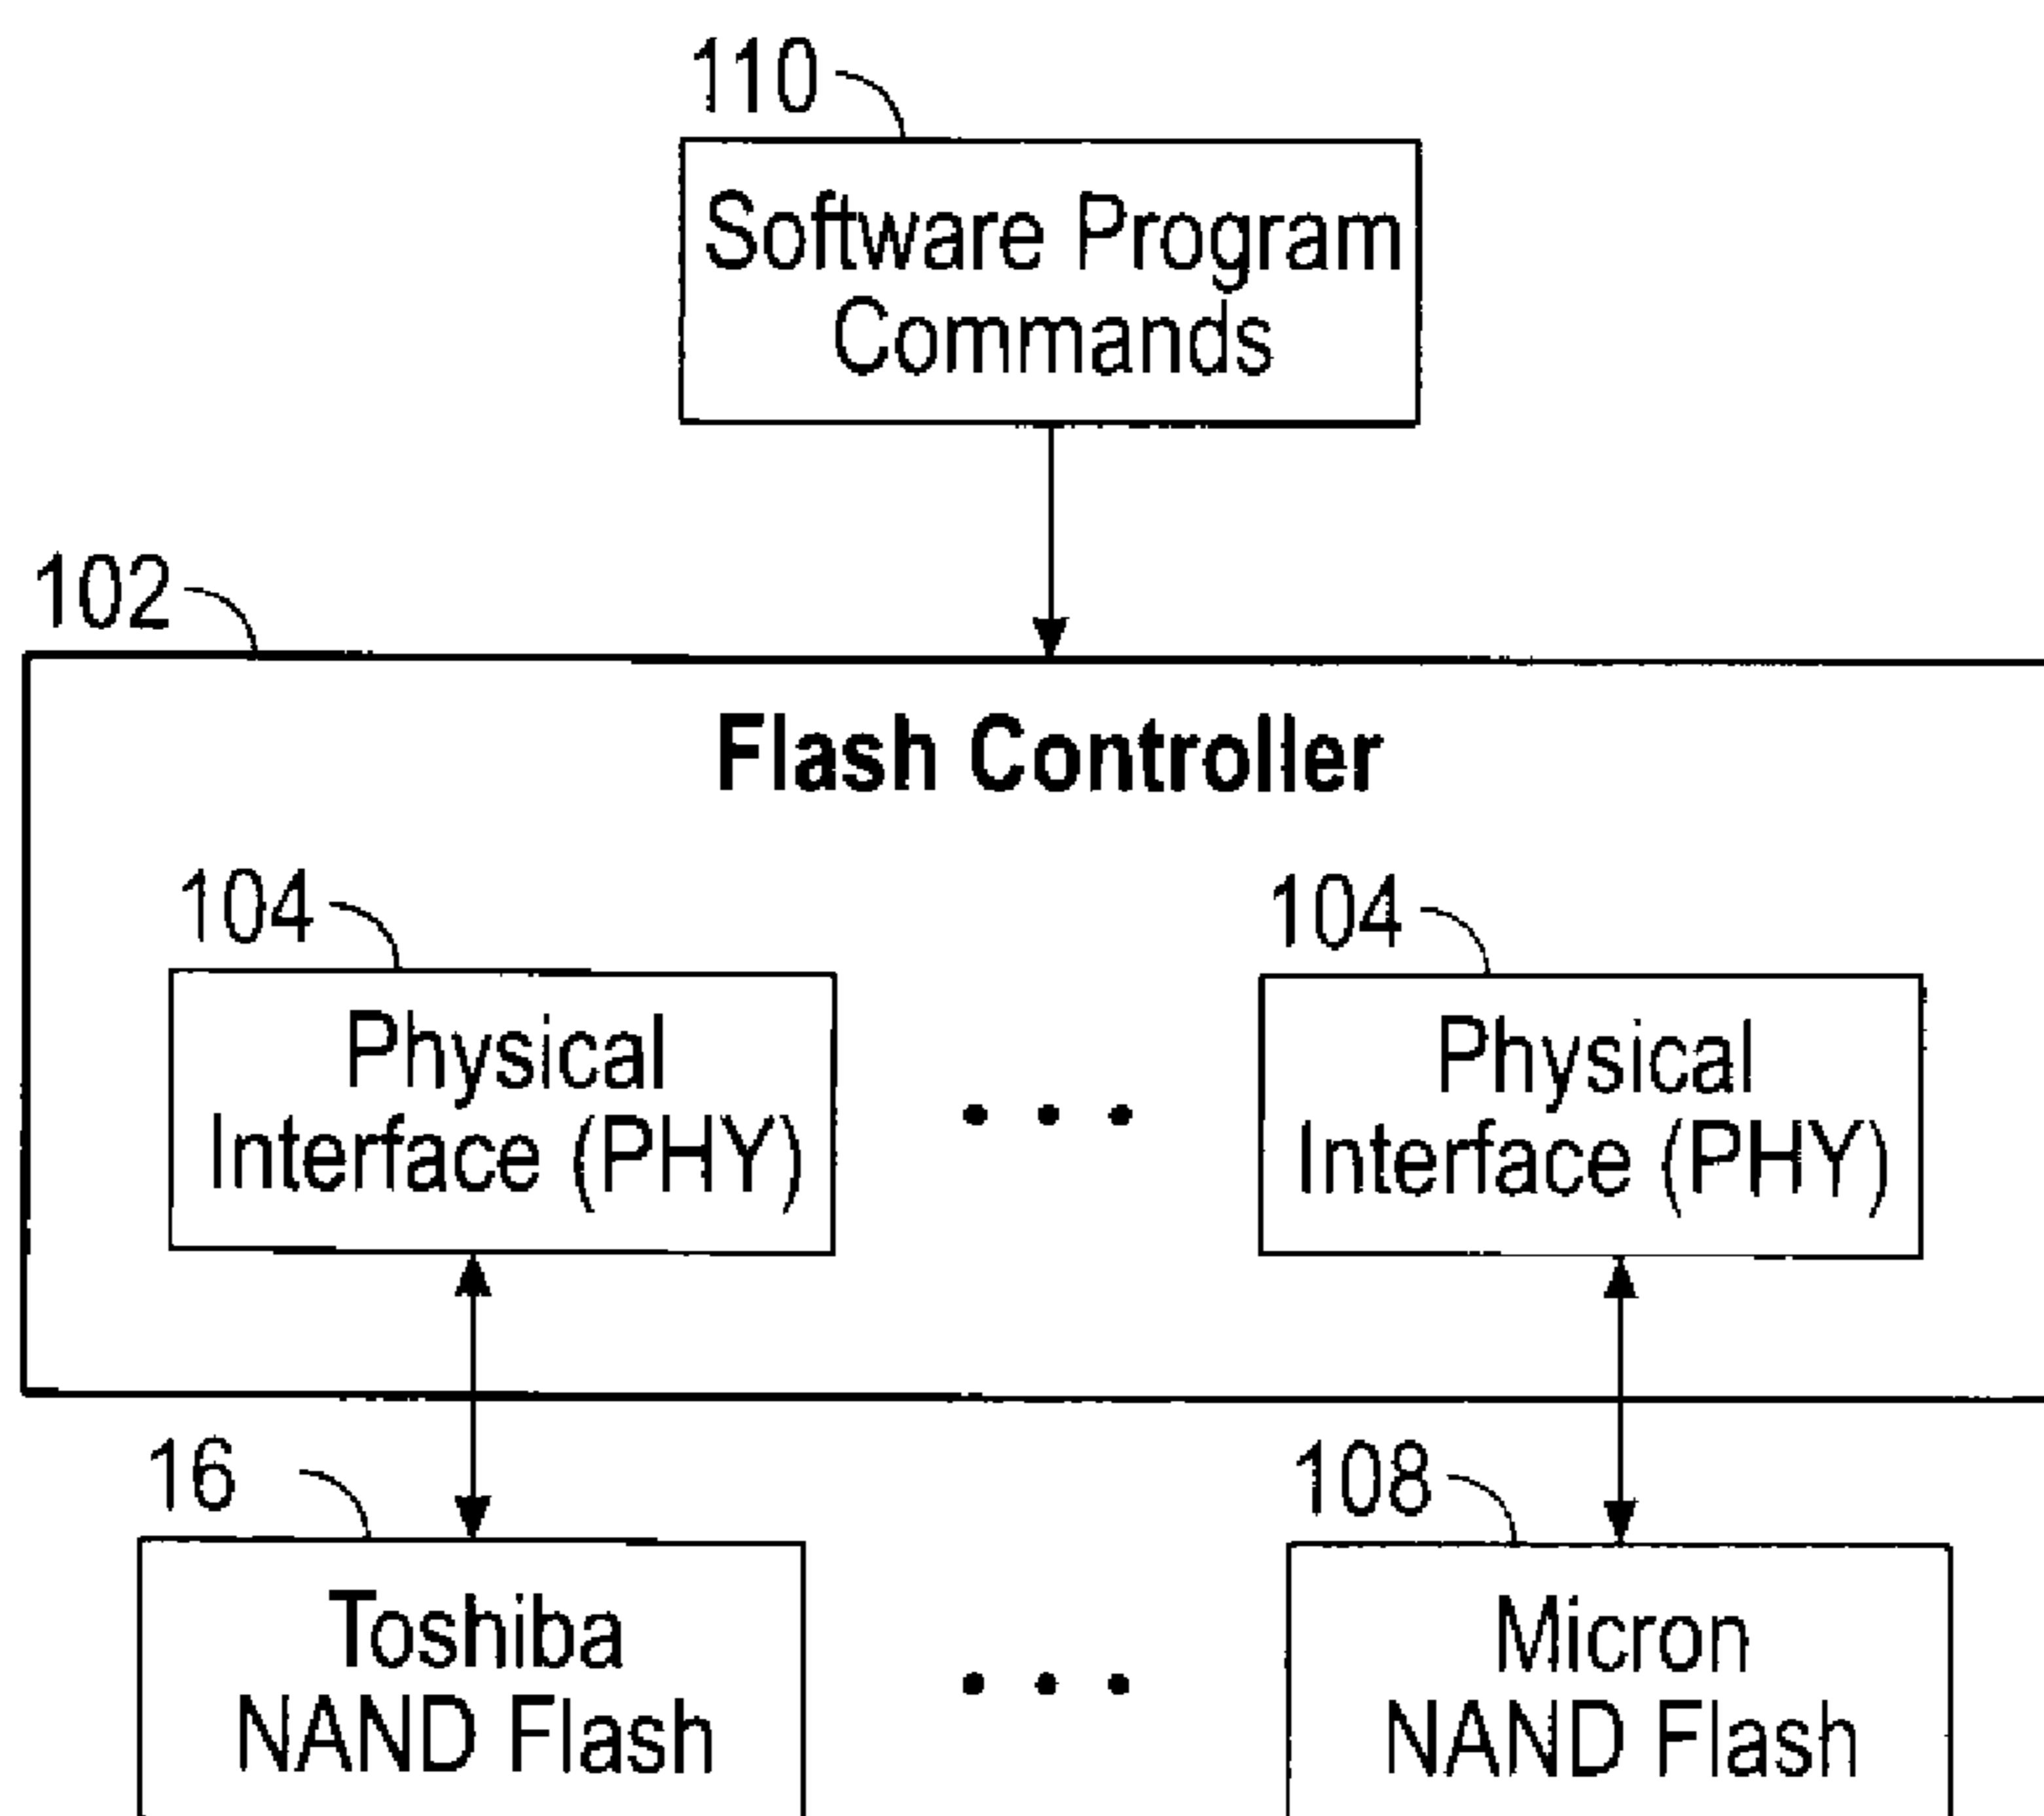 110
Software Program
Commands
102
Flash Controller
104
104
Physical
Interface (PHY)
Physical
Interface (PHY)
16
108
Toshiba
NAND Flash
Micron
NAND Flash